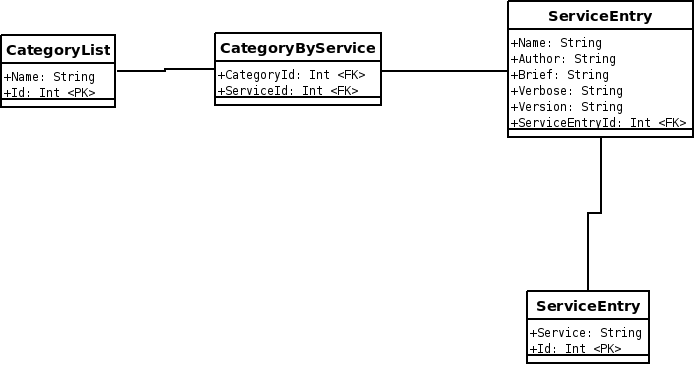 CategoryList
+Name: String
+Id: Int <PK>
CategoryByService
+CategoryId: Int <FK>
+ServiceId: Int <FK>
ServiceEntry
+Name: String
+Author: String
+Brief: String
+Verbose: String
+Version: String
+ServiceEntryId: Int <FK>
ServiceEntry
+Service: String
+Id: Int <PK>